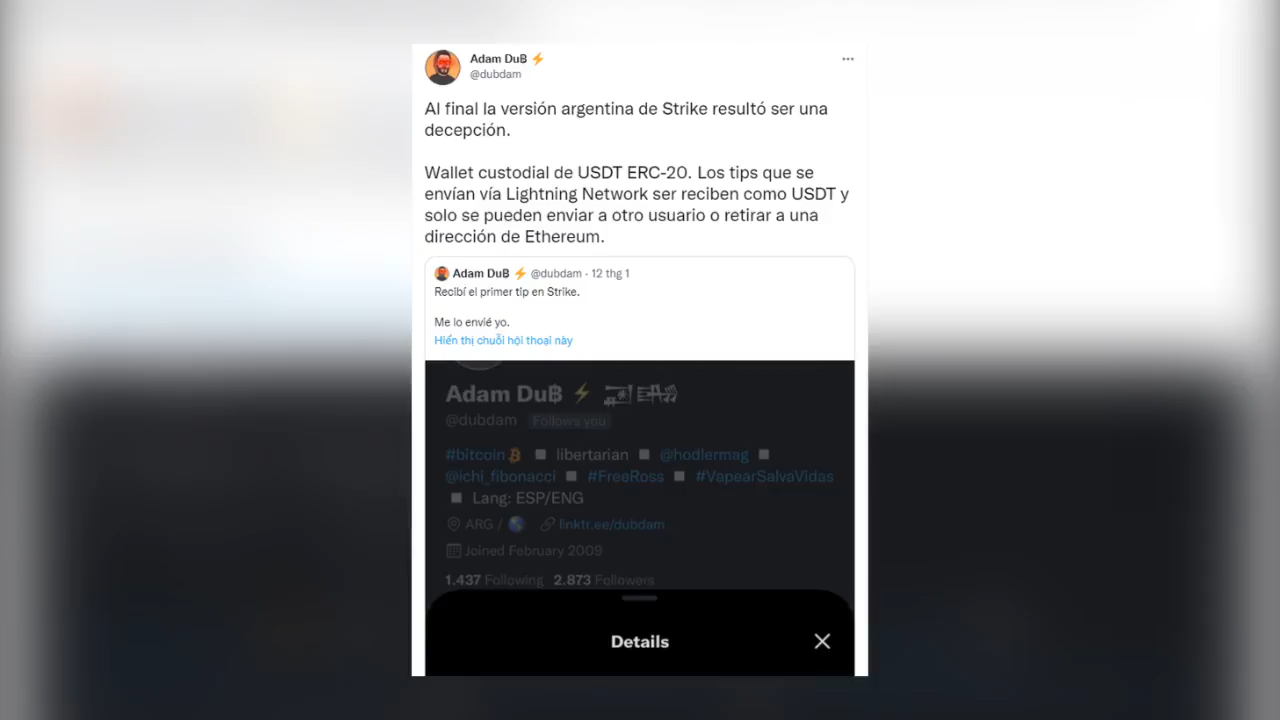 Adam DuB ⚡
@dubdam
Al final la versión argentina de Strike resultó ser una
decepción.
Wallet custodial de USDT ERC-20. Los tips que se
envían vía Lightning Network ser reciben como USDT y
solo se pueden enviar a otro usuario o retirar a una
dirección de Ethereum.
Adam DuB ⚡ @dubdam · 12 thg 1
Recibí el primer tip en Strike.
Me lo envié yo.
Hiển thị chuỗi hội thoại này
Adam Du฿ ⚡
@dubdam Follows you
#bitcoin ■ libertarian ■ @hodlermag ■
@ichi_fibonacci ■ #FreeRoss ■ #VapearSalvaVidas
■ Lang: ESP/ENG
ARG / 🌎 linktr.ee/dubdam
Joined February 2009
1.437 Following 2.873 Followers
Details